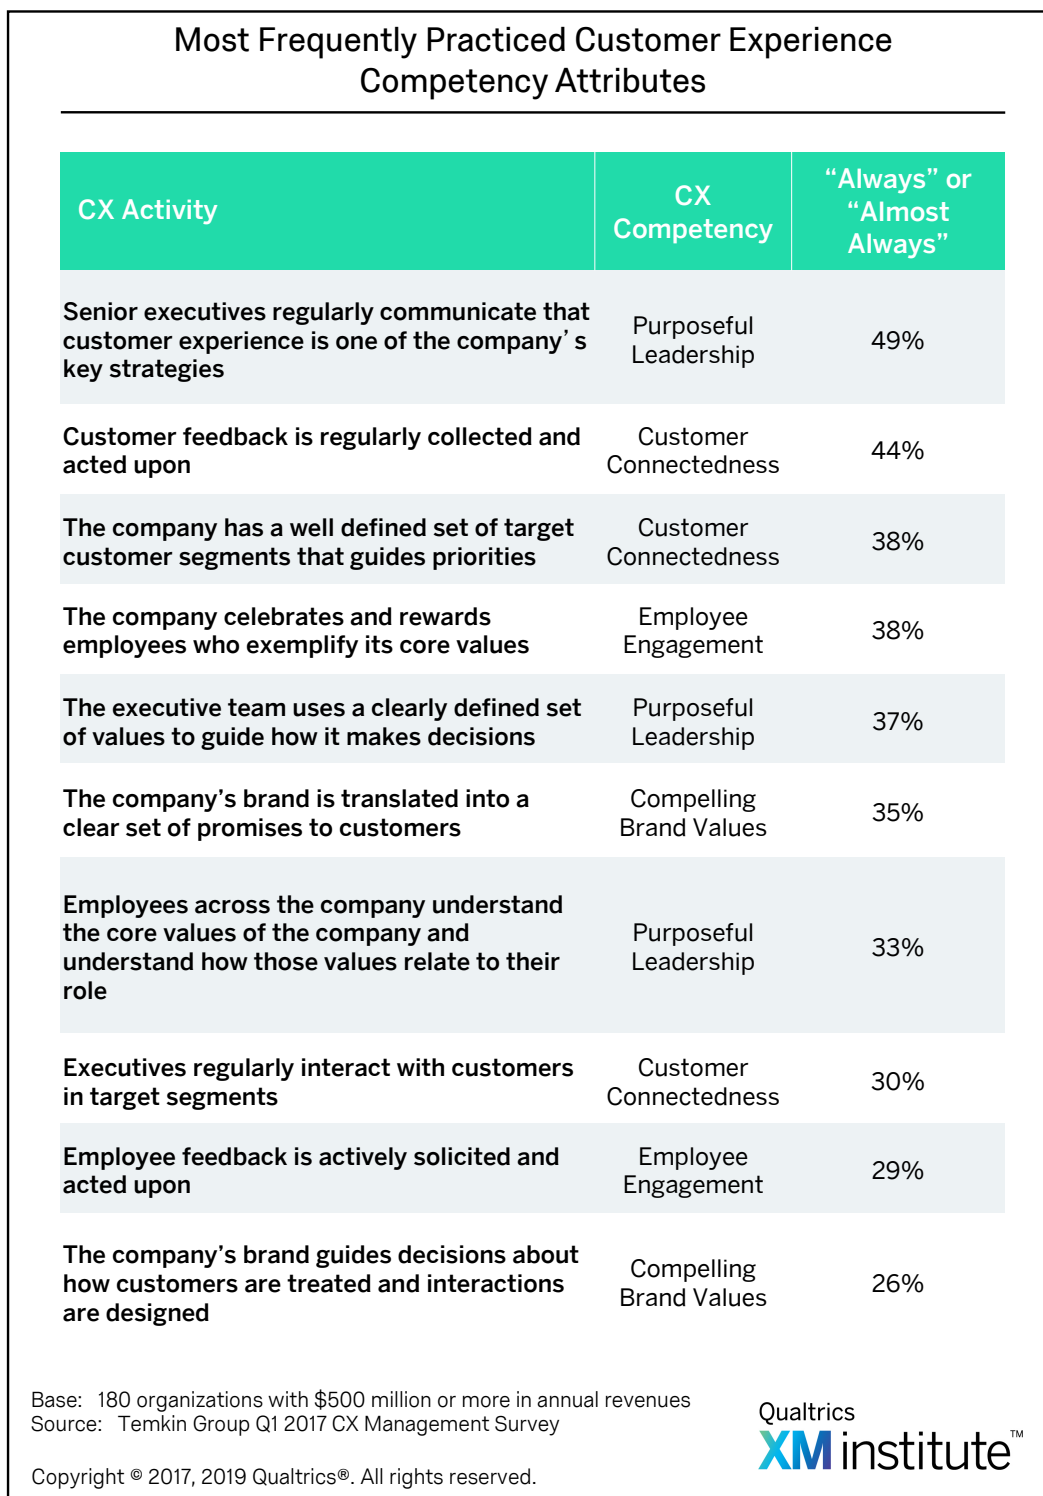 Most Frequently Practiced Customer Experience
Competency Attributes
CX Activity
CX
Competency
“Always” or
“Almost
Always”
Senior executives regularly communicate that
customer experience is one of the company’ s
key strategies
Purposeful
Leadership
49%
Customer feedback is regularly collected and
acted upon
Customer
Connectedness
44%
The company has a well defined set of target
customer segments that guides priorities
Customer
Connectedness
38%
The company celebrates and rewards
employees who exemplify its core values
Employee
Engagement
38%
The executive team uses a clearly defined set
of values to guide how it makes decisions
Purposeful
Leadership
37%
The company’s brand is translated into a
clear set of promises to customers
Compelling
Brand Values
35%
Employees across the company understand
the core values of the company and
understand how those values relate to their
role
Purposeful
Leadership
33%
Executives regularly interact with customers
in target segments
Customer
Connectedness
30%
Employee feedback is actively solicited and
acted upon
Employee
Engagement
29%
The company’s brand guides decisions about
how customers are treated and interactions
are designed
Compelling
Brand Values
26%
Base: 180 organizations with $500 million or more in annual revenues
Source: Temkin Group Q1 2017 CX Management Survey
Copyright © 2017, 2019 Qualtrics®. All rights reserved.
Qualtrics
XM institute™